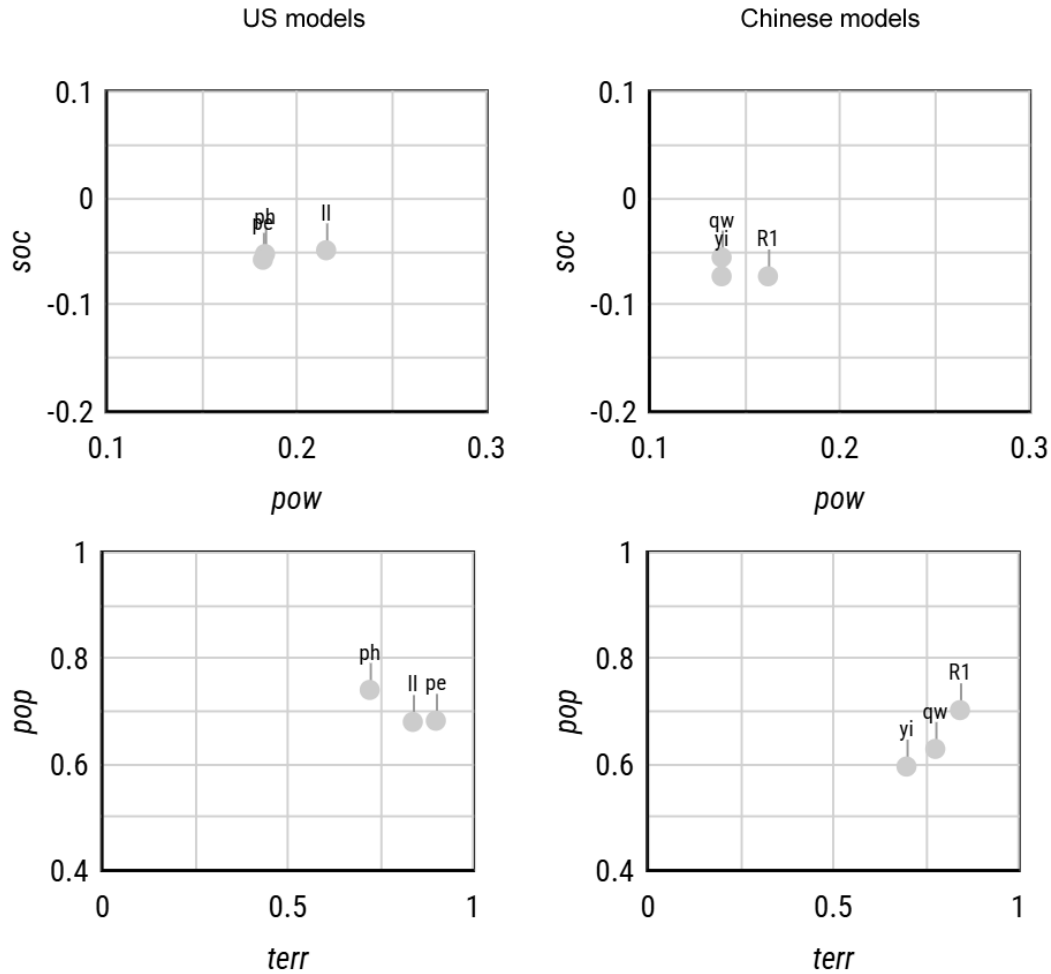 US models
Chinese models
0.1
0
-0.1
-0.2
soc
ph
pe
ll
0.1
0.2
0.3
pow
0.1
0
-0.1
-0.2
soc
qw
yi
R1
0.1
0.2
0.3
pow
1
0.8
0.6
0.4
pop
ph
ll
pe
0
0.5
1
terr
1
0.8
0.6
0.4
pop
R1
qw
yi
0
0.5
1
terr